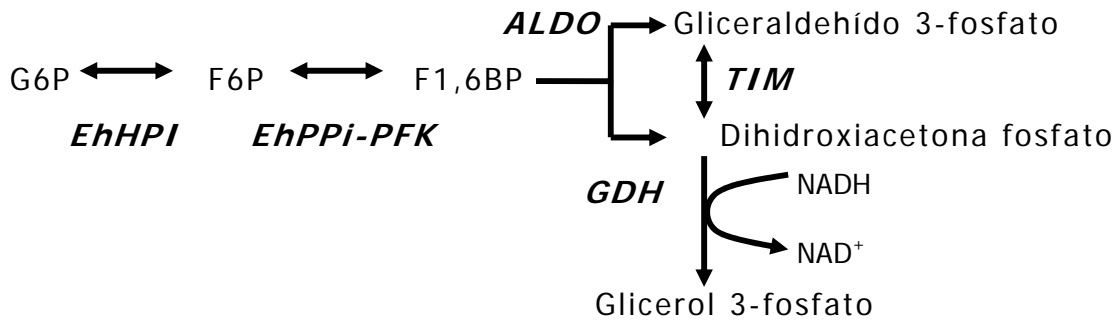 ALDO Gliceraldehído 3-fosfato
G6P F6P F1,6BP TIM
EhHPI EhPPi-PFK Dihidroxiacetona fosfato
GDH NADH
NAD+
Glicerol 3-fosfato